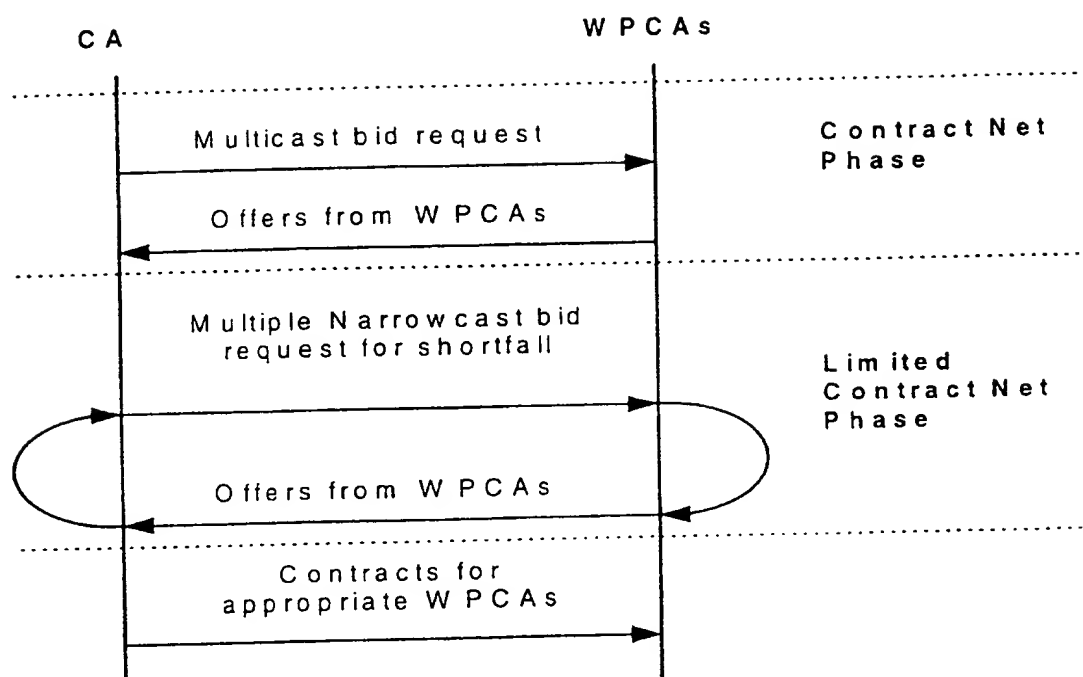 CA
WPCAs
Multicast bid request
Contract Net
Phase
Offers from WPCAs
Multiple Narrowcast bid
request for shortfall
Limited
Contract Net
Phase
Offers from WPCAs
Contracts for
appropriate WPCAs